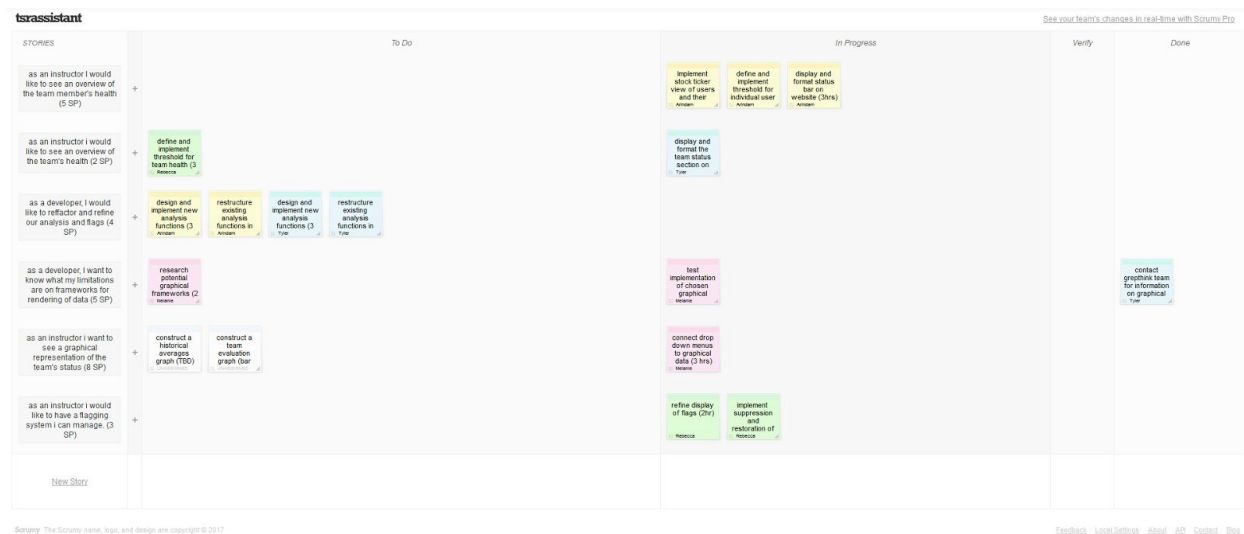 tsrassistant
See your team's changes in real-time with Scrumy Pro
STORIES
To Do
In Progress
Verify
Done
as an instructor I would
like to see an overview of
the team member's health
(5 SP)
+
Implement
stock ticker
view of users
and their
Arindam
define and
implement
threshold for
individual user
Arindam
display and
format status
bar on
website (3hrs)
Arindam
as an instructor i would
like to see an overview of
the team's health (2 SP)
+
define and
implement
threshold for
team health (3
Rebecca
display and
format the
team status
section on
Tyler
as a developer, I would
like to reffactor and refine
our analysis and flags (4
SP)
+
design and
implement new
analysis
functions (3
Arindam
restructure
existing
analysis
functions in
Arindam
design and
implement new
analysis
functions (3
Tyler
restructure
existing
analysis
functions in
Tyler
as a developer, I want to
know what my limitations
are on frameworks for
rendering of data (5 SP)
+
research
potential
graphical
frameworks (2
Melanie
test
implementation
of chosen
graphical
Melanie
contact
grepthink team
for information
on graphical
Tyler
as an instructor i want to
see a graphical
representation of the
team's status (8 SP)
+
construct a
historical
averages
graph (TBD)
construct a
team
evaluation
graph (bar
connect drop
down menus
to graphical
data (3 hrs)
Melanie
as an instructor i would
like to have a flagging
system i can manage. (3
SP)
+
refine display
of flags (2hr)
Rebecca
implement
suppression
and
restoration of
Rebecca
New Story
Scrumy The Scrumy name, logo, and design are copyright © 2017
Feedback Local Settings About API Contact Blog